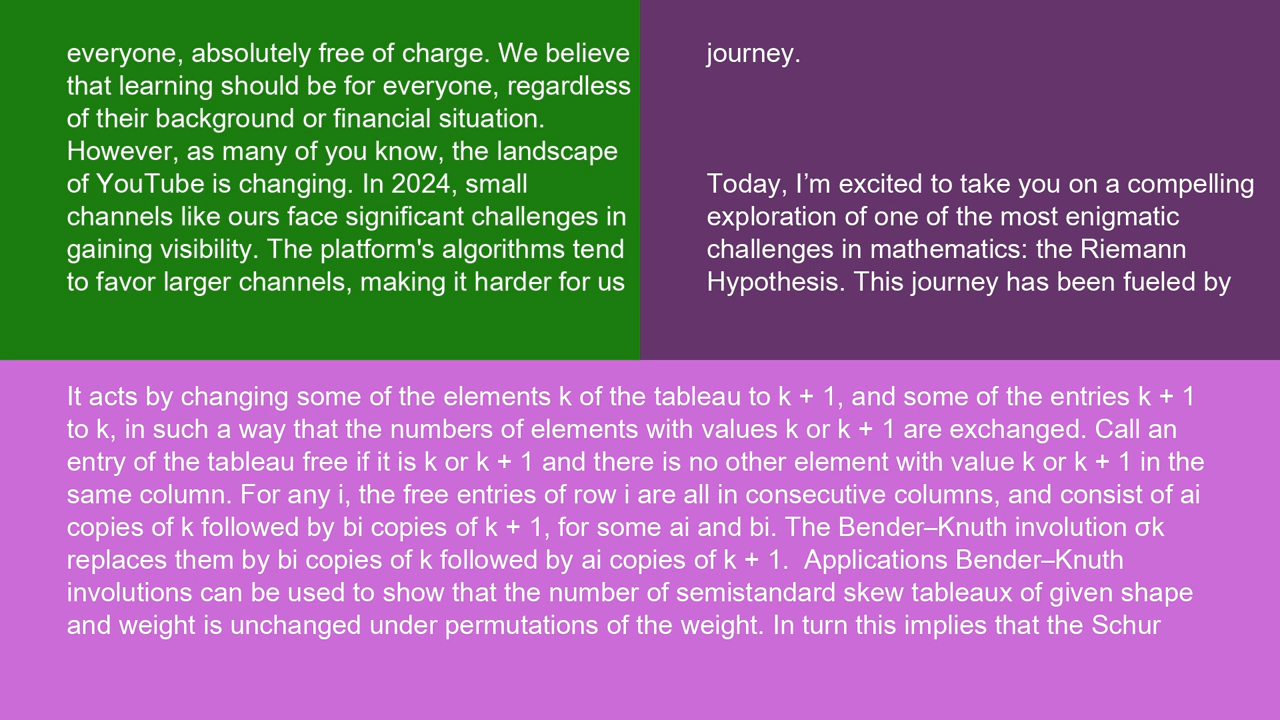 everyone, absolutely free of charge. We believe
that learning should be for everyone, regardless
of their background or financial situation.
However, as many of you know, the landscape
of YouTube is changing. In 2024, small
channels like ours face significant challenges in
gaining visibility. The platform's algorithms tend
to favor larger channels, making it harder for us
journey.
Today, I’m excited to take you on a compelling
exploration of one of the most enigmatic
challenges in mathematics: the Riemann
Hypothesis. This journey has been fueled by
It acts by changing some of the elements k of the tableau to k + 1, and some of the entries k + 1
to k, in such a way that the numbers of elements with values k or k + 1 are exchanged. Call an
entry of the tableau free if it is k or k + 1 and there is no other element with value k or k + 1 in the
same column. For any i, the free entries of row i are all in consecutive columns, and consist of ai
copies of k followed by bi copies of k + 1, for some ai and bi. The Bender–Knuth involution σk
replaces them by bi copies of k followed by ai copies of k + 1.  Applications Bender–Knuth
involutions can be used to show that the number of semistandard skew tableaux of given shape
and weight is unchanged under permutations of the weight. In turn this implies that the Schur